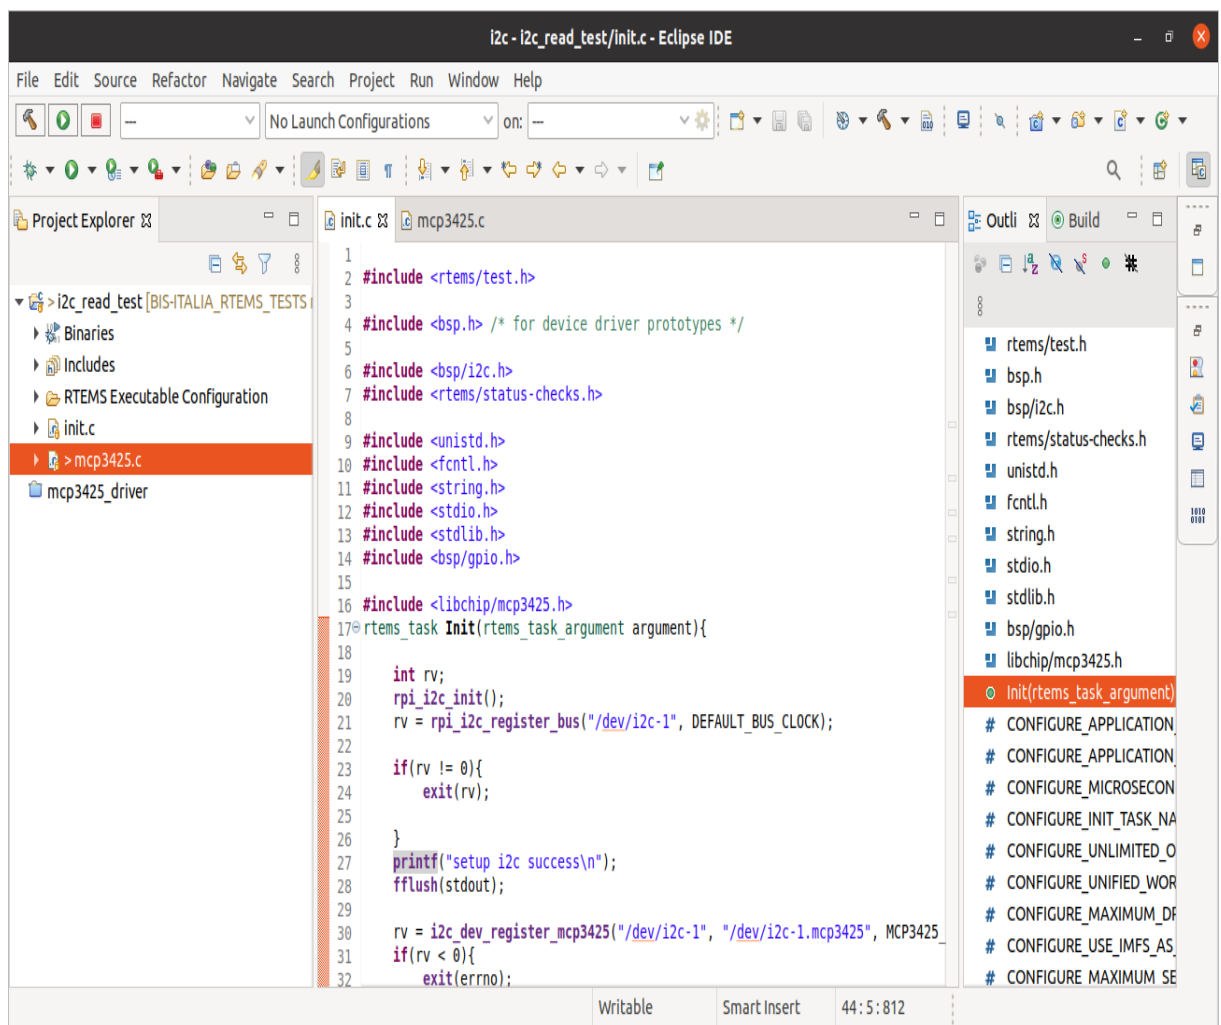 i2c - i2c_read_test/init.c - Eclipse IDE
File Edit Source Refactor Navigate Search Project Run Window Help
--- No Launch Configurations on: ---
Project Explorer
i2c_read_test [BIS-ITALIA_RTEMS_TESTS
Binaries
Includes
RTEMS Executable Configuration
init.c
> mcp3425.c
mcp3425_driver
init.c mcp3425.c
1
2 #include <rtems/test.h>
3
4 #include <bsp.h> /* for device driver prototypes */
5
6 #include <bsp/i2c.h>
7 #include <rtems/status-checks.h>
8
9 #include <unistd.h>
10 #include <fcntl.h>
11 #include <string.h>
12 #include <stdio.h>
13 #include <stdlib.h>
14 #include <bsp/gpio.h>
15
16 #include <libchip/mcp3425.h>
17 rtems_task Init(rtems_task_argument argument){
18
19 int rv;
20 rpi_i2c_init();
21 rv = rpi_i2c_register_bus("/dev/i2c-1", DEFAULT_BUS_CLOCK);
22
23 if(rv != 0){
24 exit(rv);
25
26 }
27 printf("setup i2c success\n");
28 fflush(stdout);
29
30 rv = i2c_dev_register_mcp3425("/dev/i2c-1", "/dev/i2c-1.mcp3425", MCP3425_
31 if(rv < 0){
32 exit(errno);
Outli Build
rtems/test.h
bsp.h
bsp/i2c.h
rtems/status-checks.h
unistd.h
fcntl.h
string.h
stdio.h
stdlib.h
bsp/gpio.h
libchip/mcp3425.h
Init(rtems_task_argument)
# CONFIGURE_APPLICATION_
# CONFIGURE_APPLICATION_
# CONFIGURE_MICROSECON
# CONFIGURE_INIT_TASK_NA
# CONFIGURE_UNLIMITED_O
# CONFIGURE_UNIFIED_WOR
# CONFIGURE_MAXIMUM_DR
# CONFIGURE_USE_IMFS_AS_
# CONFIGURE_MAXIMUM_SE
Writable Smart Insert 44 : 5 : 812